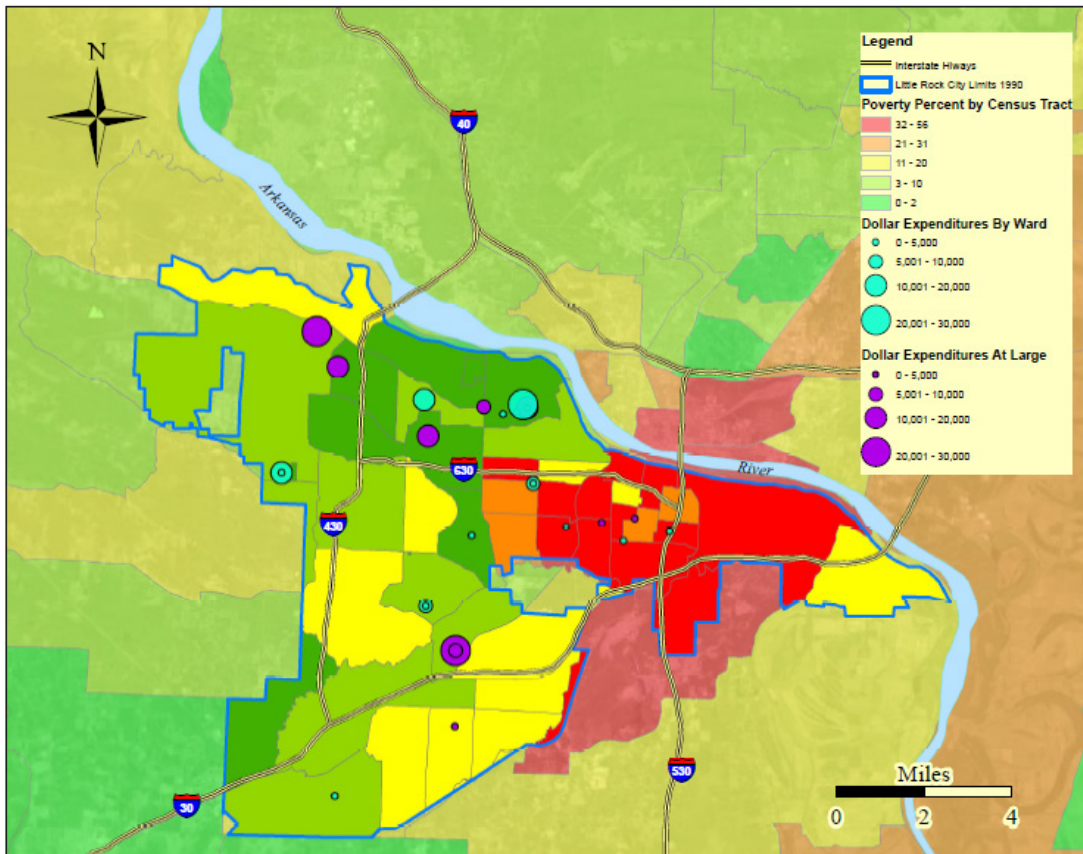 N
Arkansas
River
40
630
430
30
530
Legend
Interstate Hiways
Little Rock City Limits 1990
Poverty Percent by Census Tract
32 - 56
21 - 31
11 - 20
3 - 10
0 - 2
Dollar Expenditures By Ward
0 - 5,000
5,001 - 10,000
10,001 - 20,000
20,001 - 30,000
Dollar Expenditures At Large
0 - 5,000
5,001 - 10,000
10,001 - 20,000
20,001 - 30,000
Miles
0 2 4